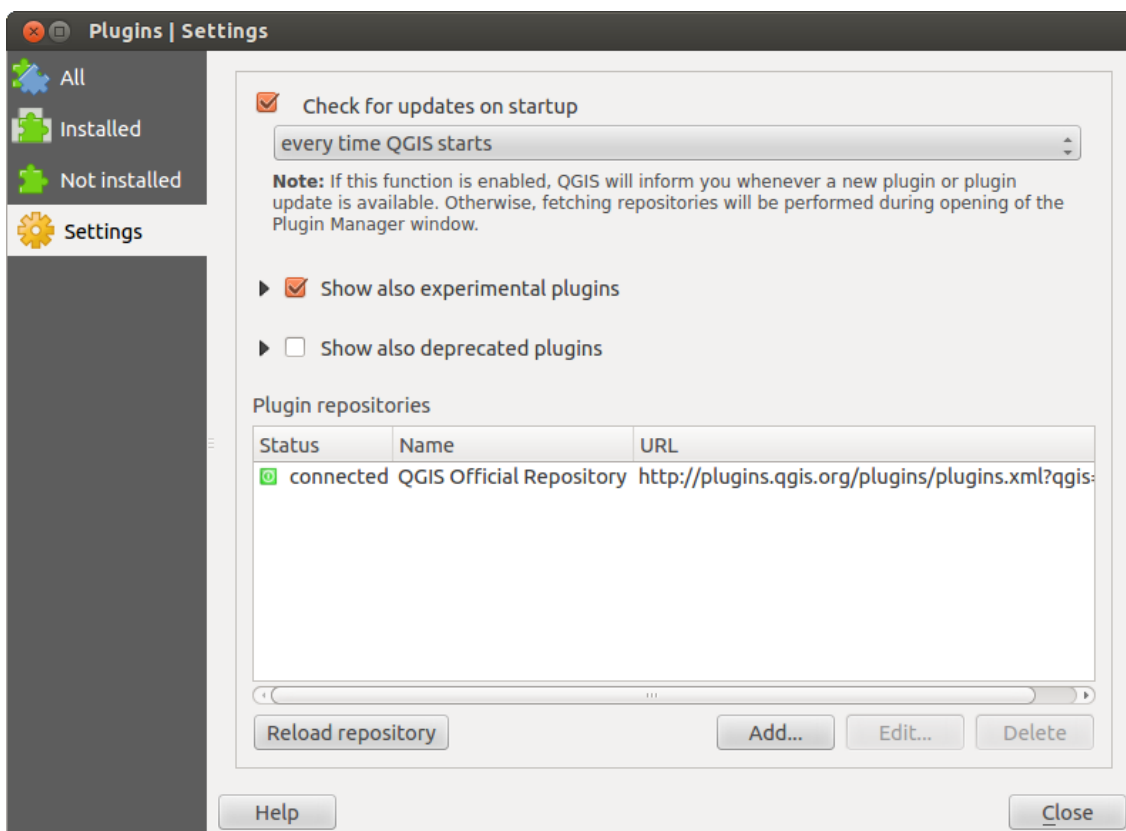 Plugins | Settings
All
Installed
Not installed
Settings
Check for updates on startup
every time QGIS starts
Note: If this function is enabled, QGIS will inform you whenever a new plugin or plugin
update is available. Otherwise, fetching repositories will be performed during opening of the
Plugin Manager window.
Show also experimental plugins
Show also deprecated plugins
Plugin repositories
Status Name URL
connected QGIS Official Repository http://plugins.qgis.org/plugins/plugins.xml?qgis=
Reload repository Add... Edit... Delete
Help Close